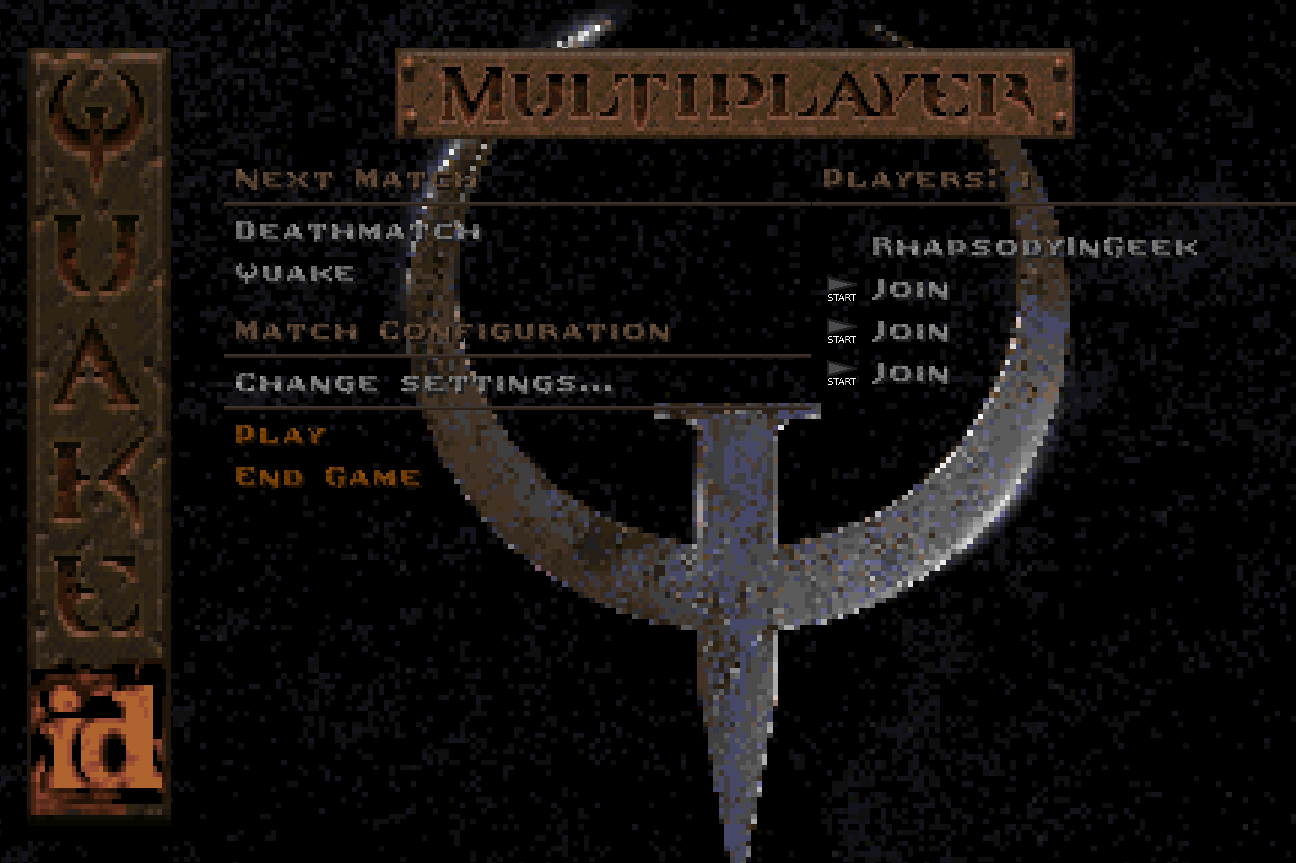 QUAKE
id
MULTIPLAYER
NEXT MATCH
DEATHMATCH
QUAKE
MATCH CONFIGURATION
CHANGE SETTINGS...
PLAY
END GAME
PLAYERS: 1
RHAPSODYINGEEK
START JOIN
START JOIN
START JOIN